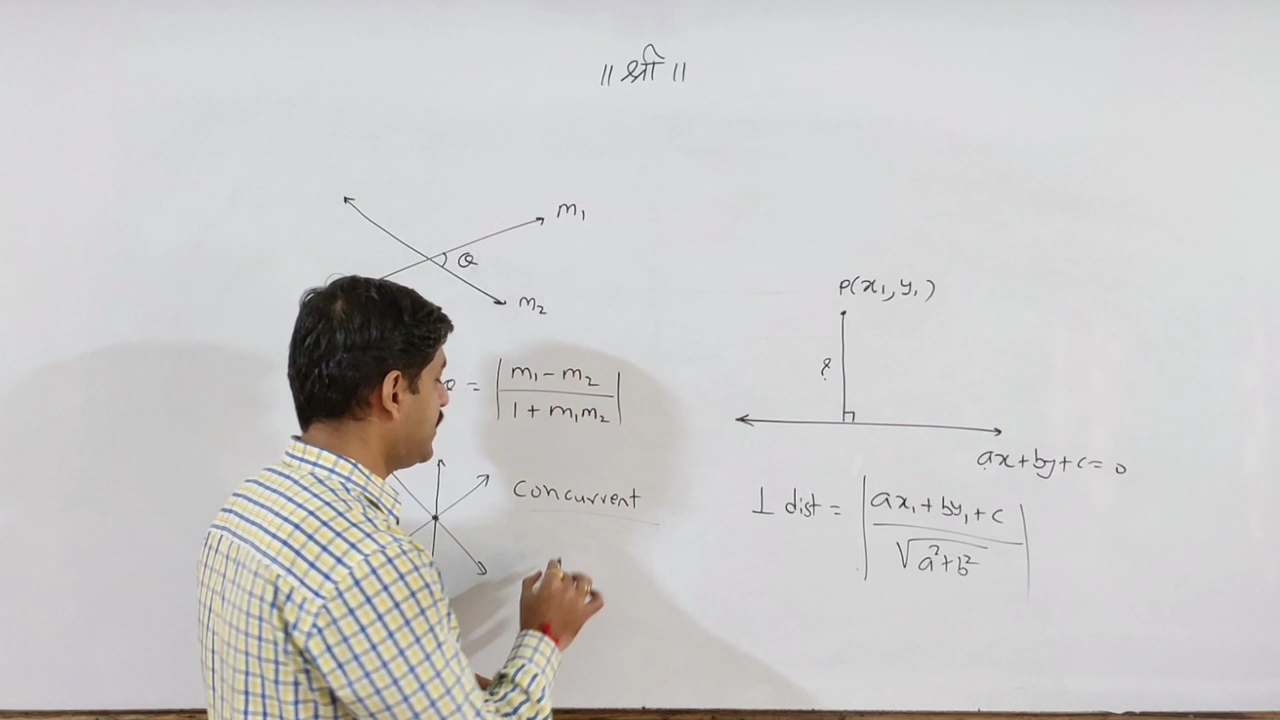 || श्री ||
m₁
θ
m₂
θ = |m₁ - m₂ / 1 + m₁m₂|
Concurrent
P(x₁, y₁)
ax + by + c = 0
⊥ dist = |ax₁ + by₁ + c / √a² + b²|